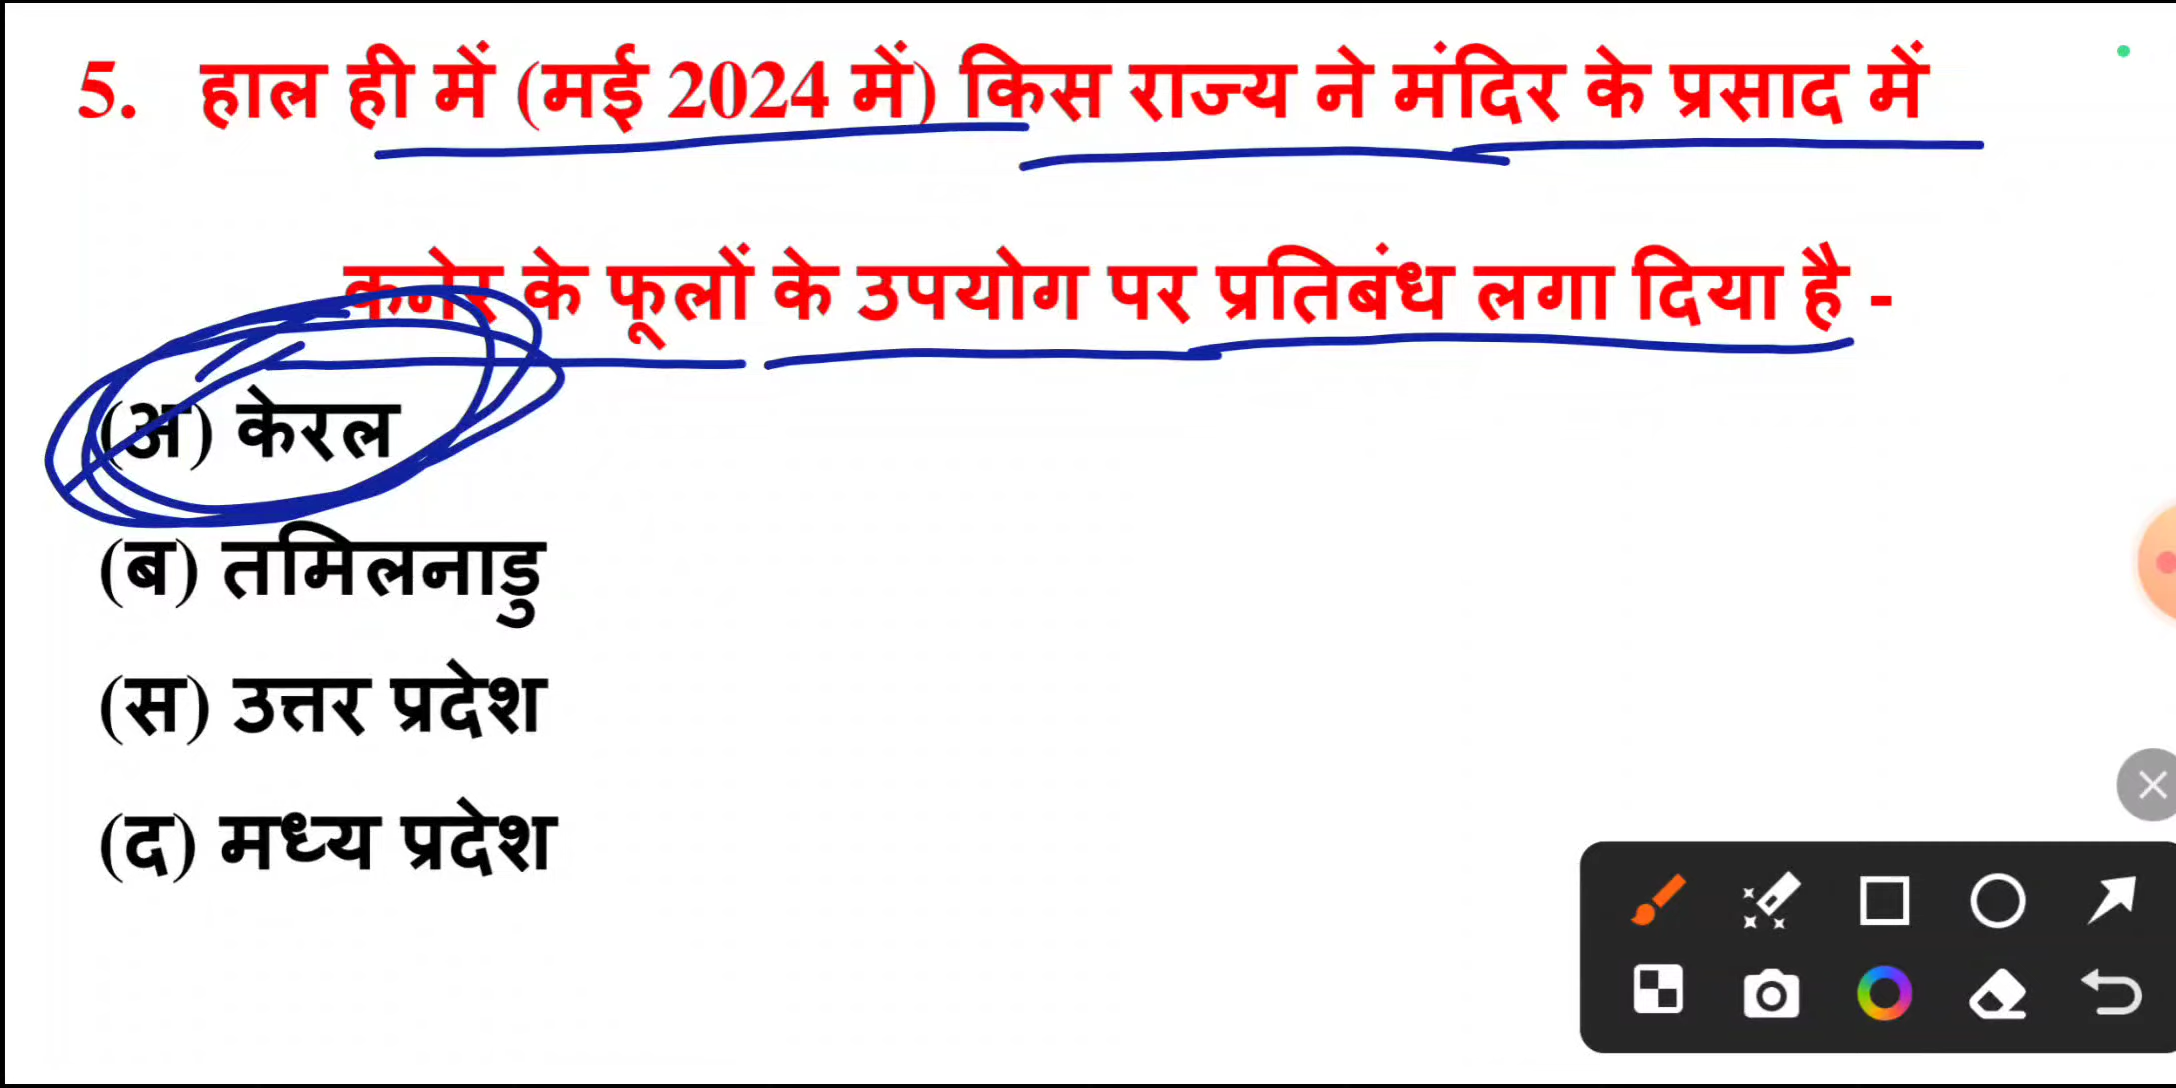 5. हाल ही में (मई 2024 में) किस राज्य ने मंदिर के प्रसाद में
कनेर के फूलों के उपयोग पर प्रतिबंध लगा दिया है -
(अ) केरल
(ब) तमिलनाडु
(स) उत्तर प्रदेश
(द) मध्य प्रदेश